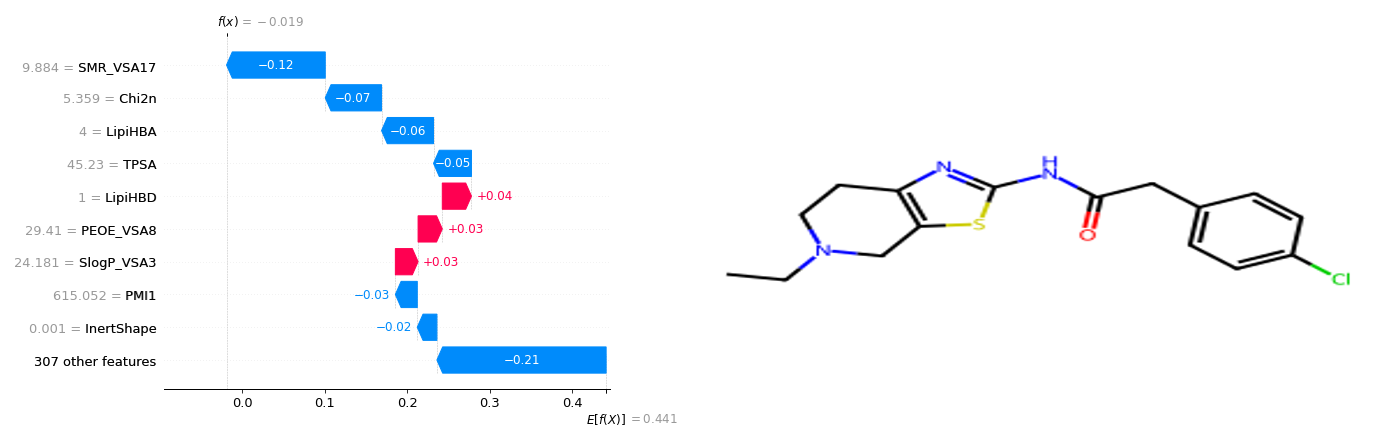 f(x) = −0.019
9.884 = SMR_VSA17
−0.12
5.359 = Chi2n
−0.07
4 = LipiHBA
−0.06
45.23 = TPSA
−0.05
1 = LipiHBD
+0.04
29.41 = PEOE_VSA8
+0.03
24.181 = SlogP_VSA3
+0.03
615.052 = PMI1
−0.03
0.001 = InertShape
−0.02
307 other features
−0.21
0.0 0.1 0.2 0.3 0.4
E[f(X)] = 0.441
H
N
N
S
O
N
Cl